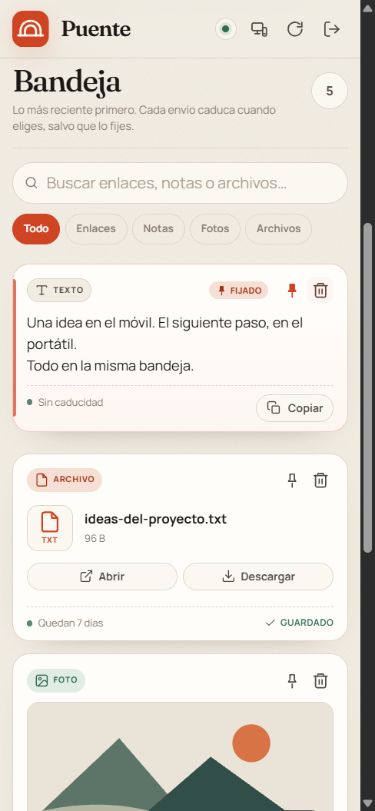 Puente
Bandeja
5
Lo más reciente primero. Cada envío caduca cuando
eliges, salvo que lo fijes.
Buscar enlaces, notas o archivos...
Todo
Enlaces
Notas
Fotos
Archivos
TEXTO
FIJADO
Una idea en el móvil. El siguiente paso, en el
portátil.
Todo en la misma bandeja.
Sin caducidad
Copiar
ARCHIVO
TXT
ideas-del-proyecto.txt
96 B
Abrir
Descargar
Quedan 7 días
GUARDADO
FOTO